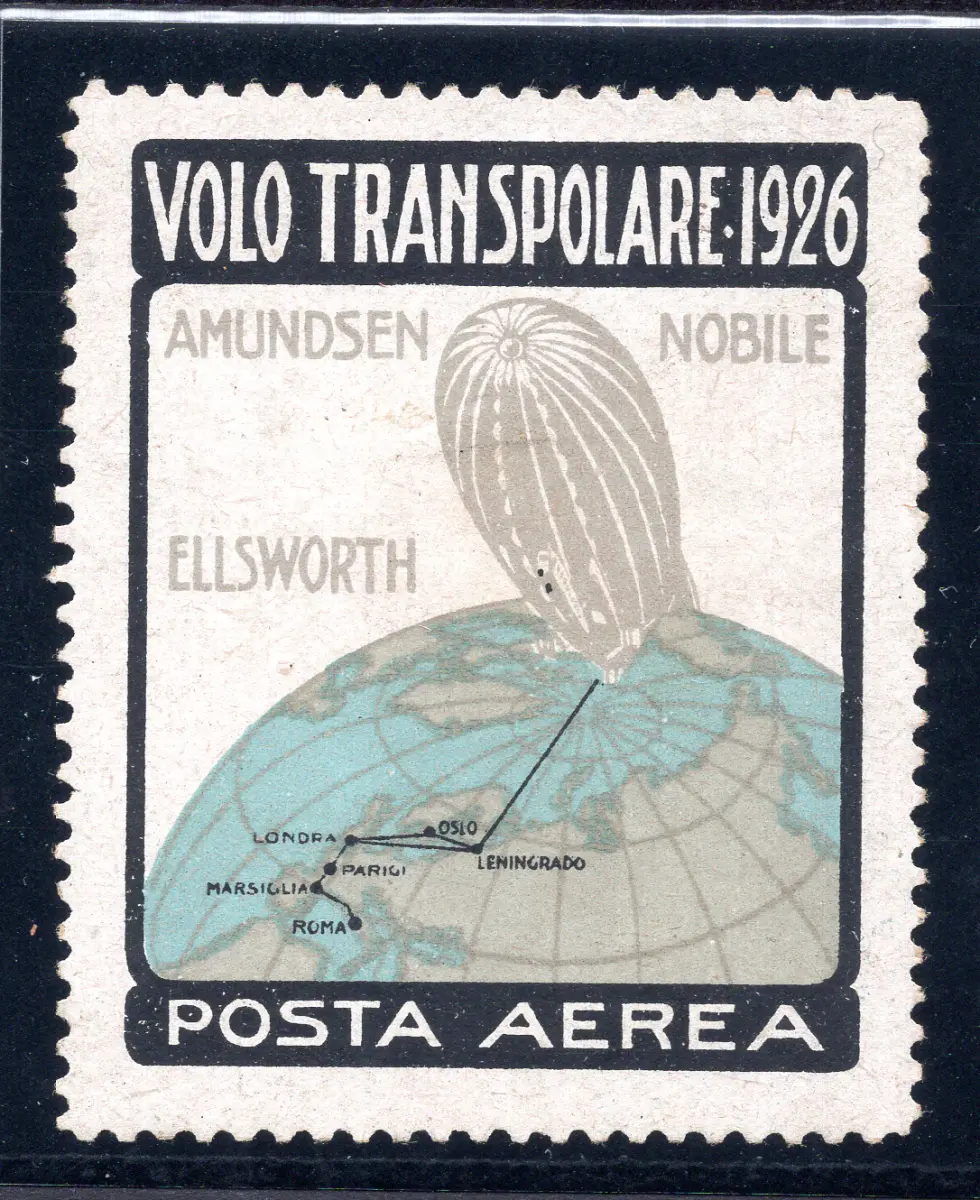 VOLO TRANSPOLARE·1926
AMUNDSEN NOBILE
ELLSWORTH
LONDRA
OSLO
LENINGRADO
PARIGI
MARSIGLIA
ROMA
POSTA AEREA